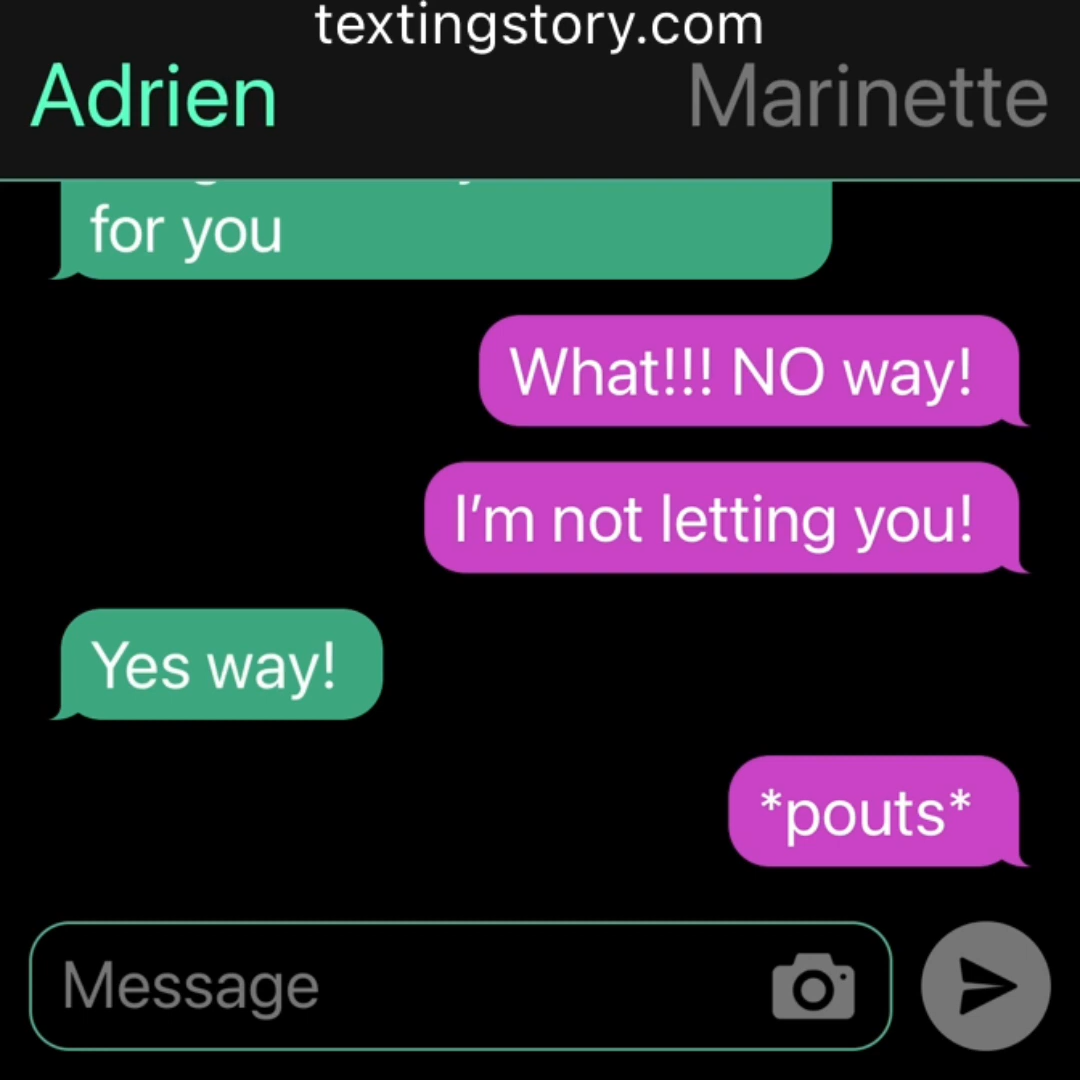 textingstory.com
Adrien Marinette
for you
What!!! NO way!
I’m not letting you!
Yes way!
*pouts*
Message